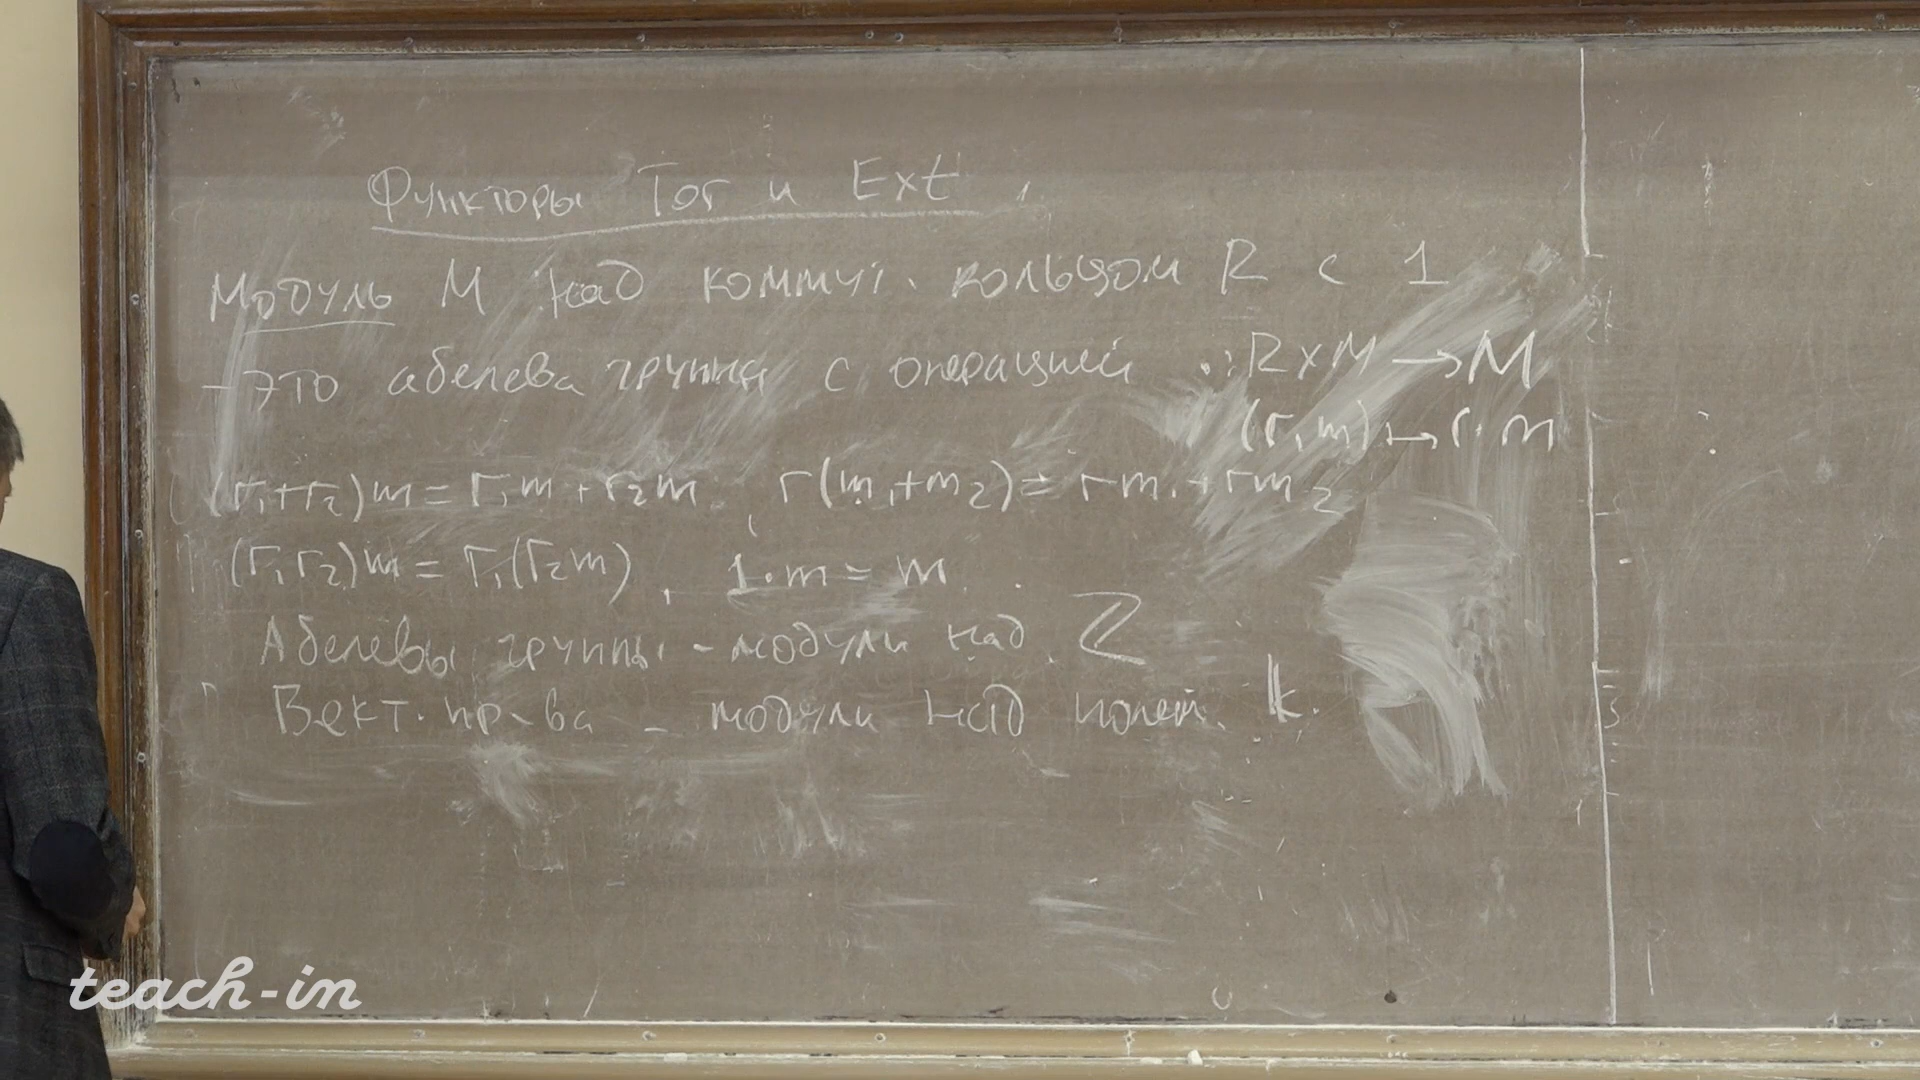 Функторы Tor и Ext
Модуль M над коммут. кольцом R с 1
- это абелева группа с операцией ·: R×M → M
(r, m) ↦ r·m
(r₁+r₂)m = r₁m + r₂m, r(m₁+m₂) = rm₁ + rm₂
(r₁r₂)m = r₁(r₂m), 1·m = m.
Абелевы группы - модули над ℤ
Вект. пр-ва - модули над полем 𝕜.
teach-in